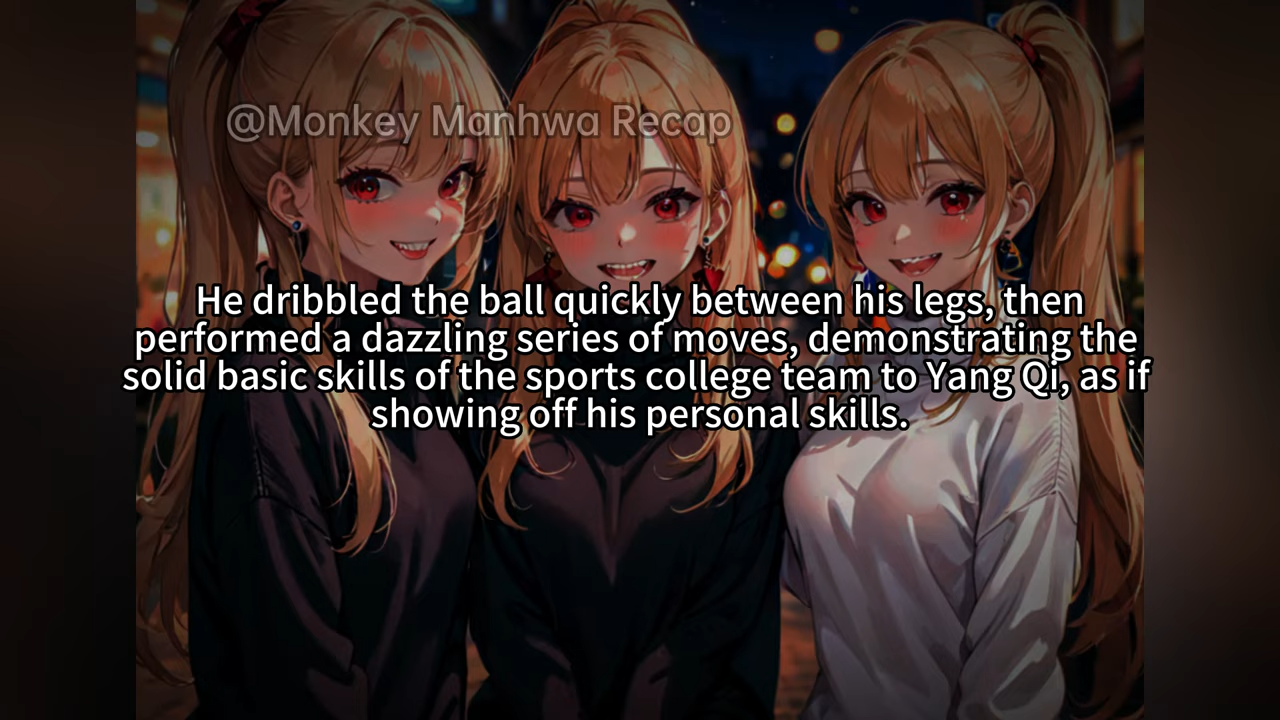 @Monkey Manhwa Recap
He dribbled the ball quickly between his legs, then
performed a dazzling series of moves, demonstrating the
solid basic skills of the sports college team to Yang Qi, as if
showing off his personal skills.